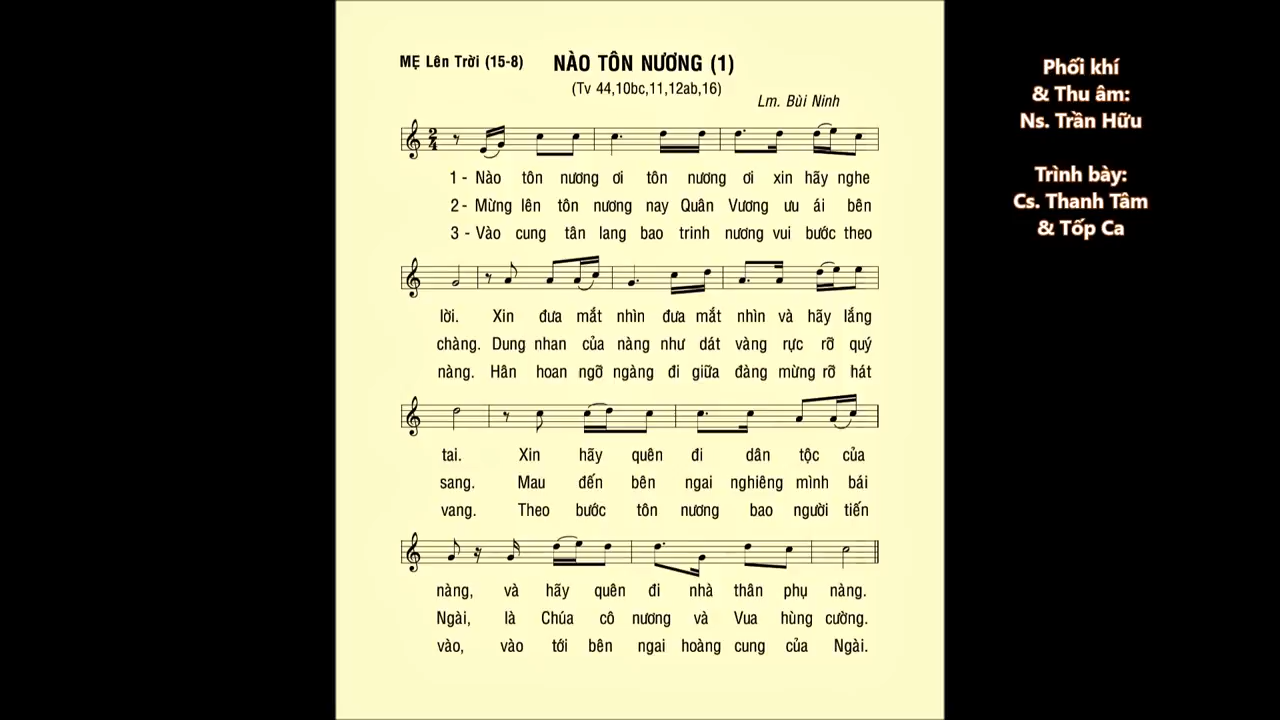 MẸ Lên Trời (15-8)
NÀO TÔN NƯƠNG (1)
(Tv 44,10bc,11,12ab,16)
Lm. Bùi Ninh
1 - Nào tôn nương ơi tôn nương ơi xin hãy nghe
2 - Mừng lên tôn nương nay Quân Vương ưu ái bên
3 - Vào cung tân lang bao trinh nương vui bước theo
lời. Xin đưa mắt nhìn đưa mắt nhìn và hãy lắng
chàng. Dung nhan của nàng như dát vàng rực rỡ quý
nàng. Hân hoan ngỡ ngàng đi giữa đàng mừng rỡ hát
tai. Xin hãy quên đi dân tộc của
sang. Mau đến bên ngai nghiêng mình bái
vang. Theo bước tôn nương bao người tiến
nàng, và hãy quên đi nhà thân phụ nàng.
Ngài, là Chúa cô nương và Vua hùng cường.
vào, vào tới bên ngai hoàng cung của Ngài.
Phối khí
& Thu âm:
Ns. Trần Hữu
Trình bày:
Cs. Thanh Tâm
& Tốp Ca